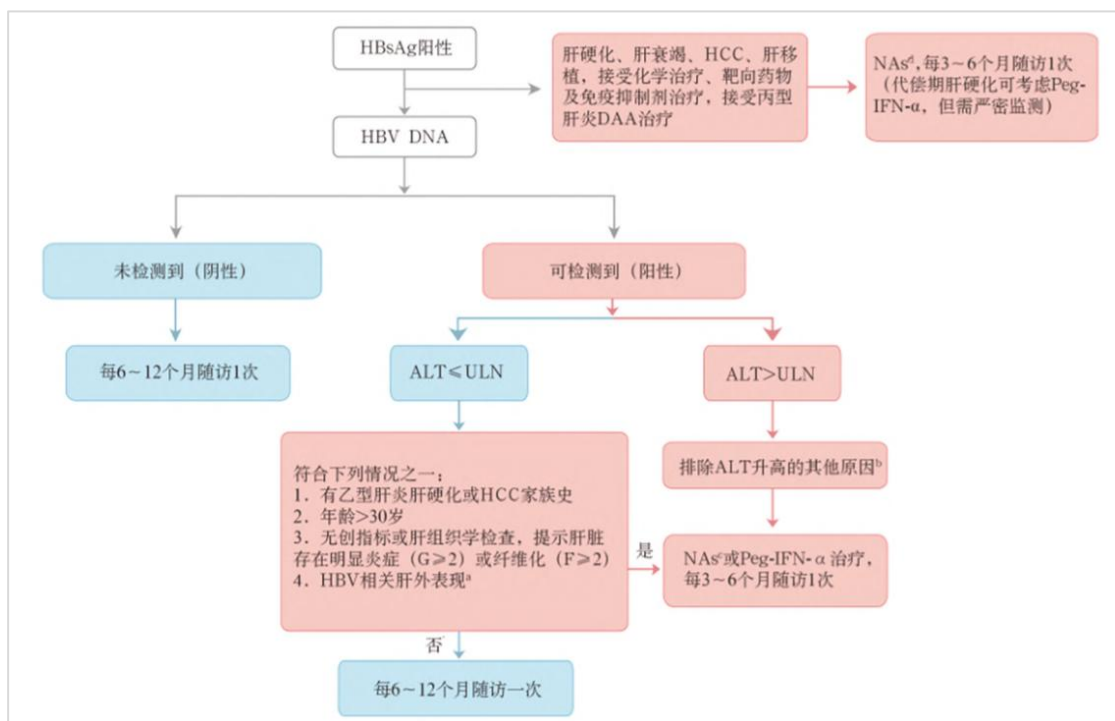 HBsAg阳性
肝硬化、肝衰竭、HCC、肝移
植，接受化学治疗、靶向药物
及免疫抑制剂治疗，接受丙型
肝炎DAA治疗
NAsᵈ，每3～6个月随访1次
（代偿期肝硬化可考虑Peg-
IFN-α，但需严密监测）
HBV DNA
未检测到（阴性）
可检测到（阳性）
每6～12个月随访1次
ALT≤ULN
ALT>ULN
符合下列情况之一：
1．有乙型肝炎肝硬化或HCC家族史
2．年龄>30岁
3．无创指标或肝组织学检查，提示肝脏
存在明显炎症（G≥2）或纤维化（F≥2）
4．HBV相关肝外表现ᵃ
排除ALT升高的其他原因ᵇ
是
NAsᶜ或Peg-IFN-α治疗，
每3～6个月随访1次
否
每6～12个月随访一次